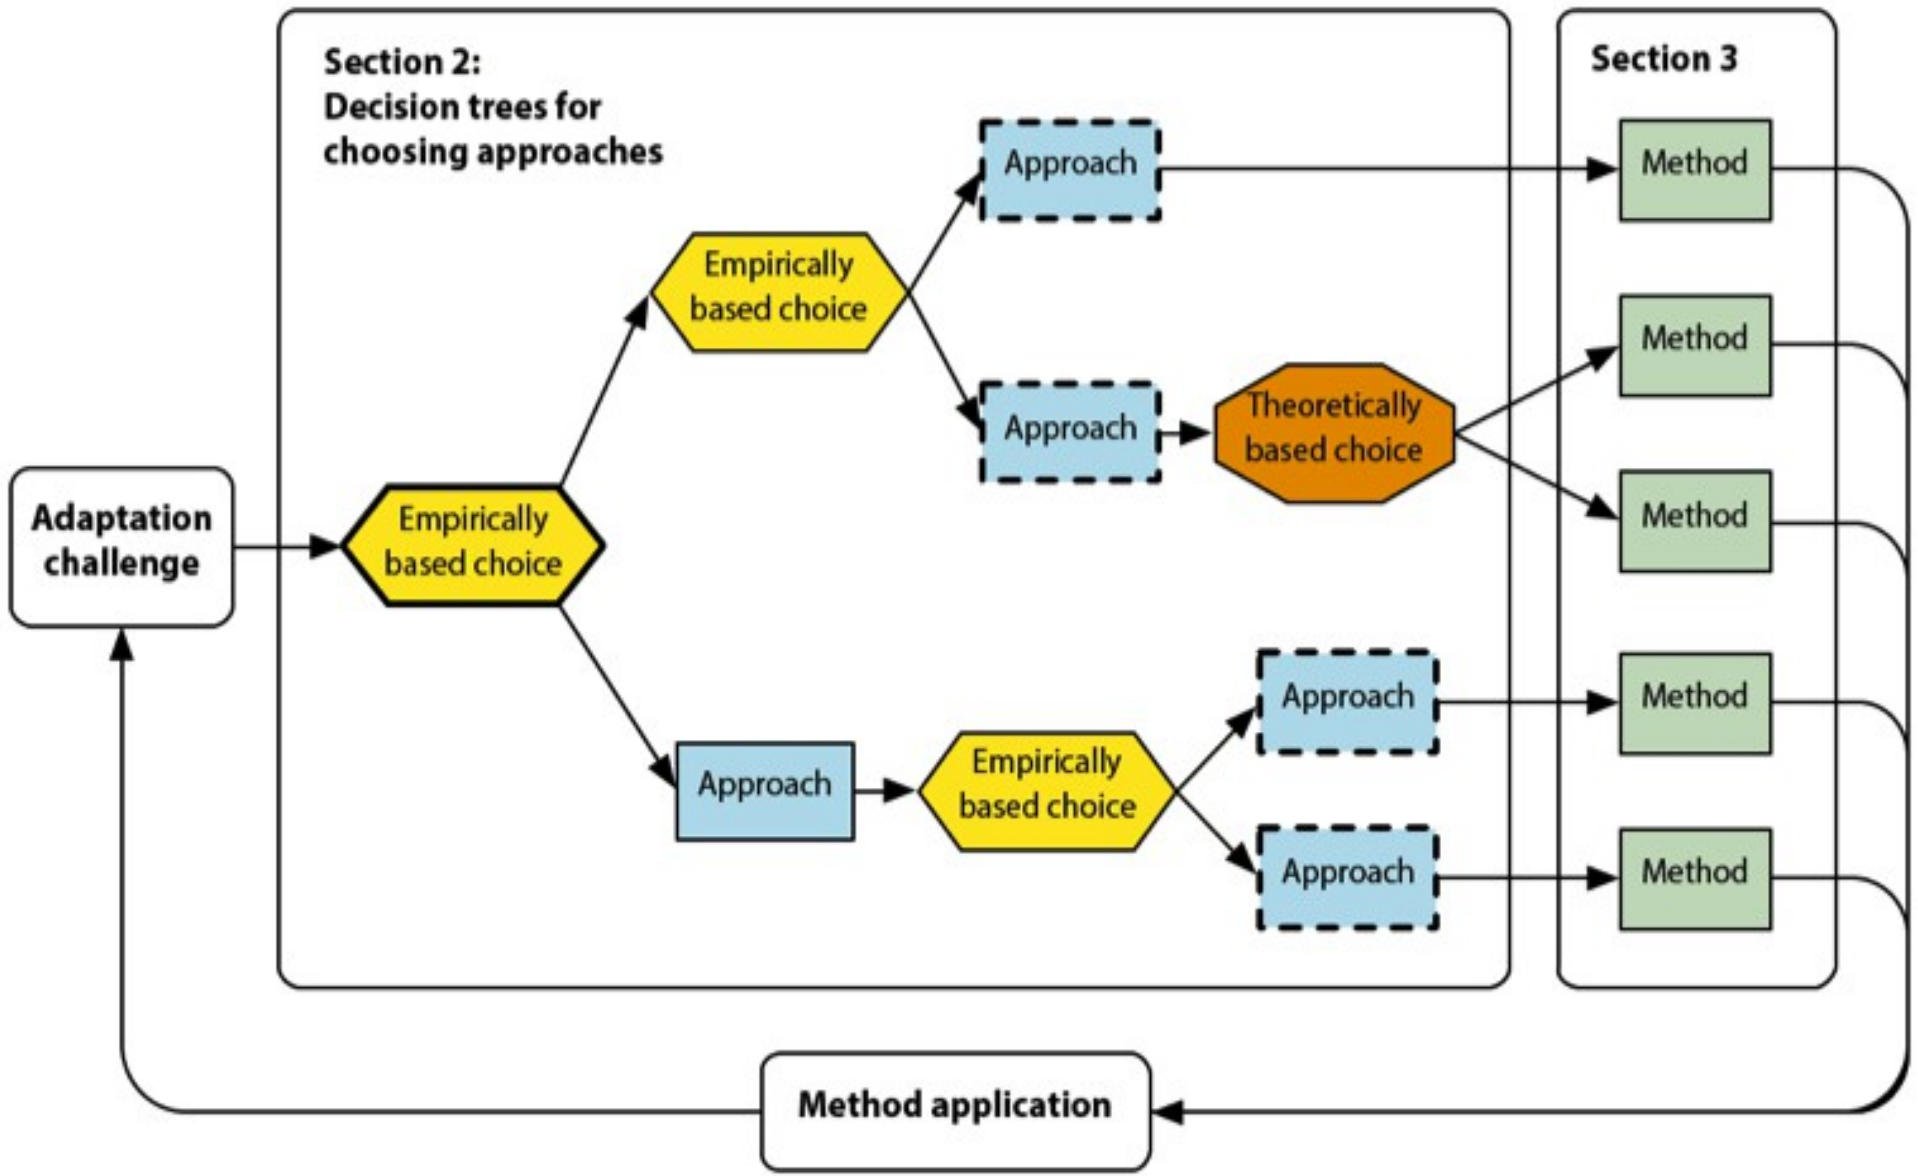 Section 2:
Decision trees for
choosing approaches
Section 3
Approach
Method
Empirically
based choice
Method
Approach
Theoretically
based choice
Adaptation
challenge
Empirically
based choice
Method
Approach
Method
Approach
Empirically
based choice
Approach
Method
Method application